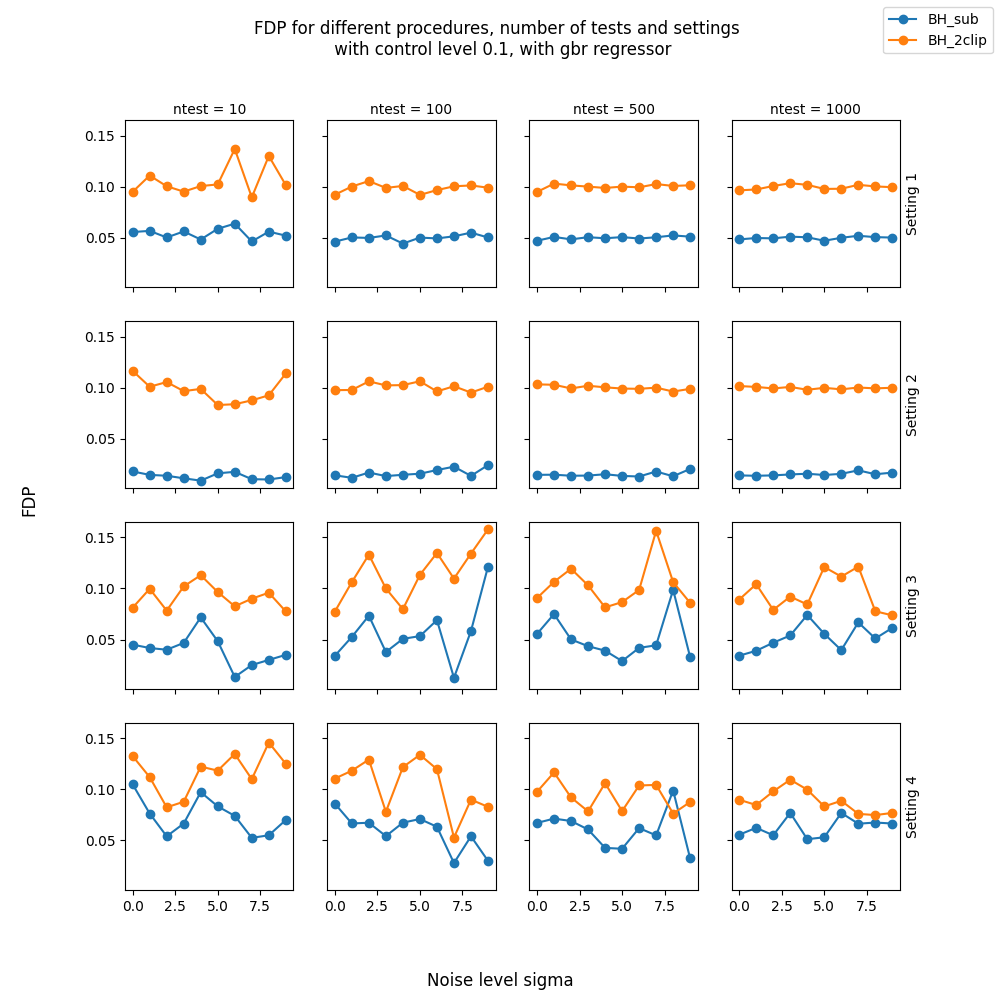 FDP for different procedures, number of tests and settings
with control level 0.1, with gbr regressor
BH_sub
BH_2clip
ntest = 10
ntest = 100
ntest = 500
ntest = 1000
0.15
0.10
0.05
Setting 1
0.15
0.10
0.05
Setting 2
FDP
0.15
0.10
0.05
Setting 3
0.15
0.10
0.05
Setting 4
0.0 2.5 5.0 7.5
0.0 2.5 5.0 7.5
0.0 2.5 5.0 7.5
0.0 2.5 5.0 7.5
Noise level sigma